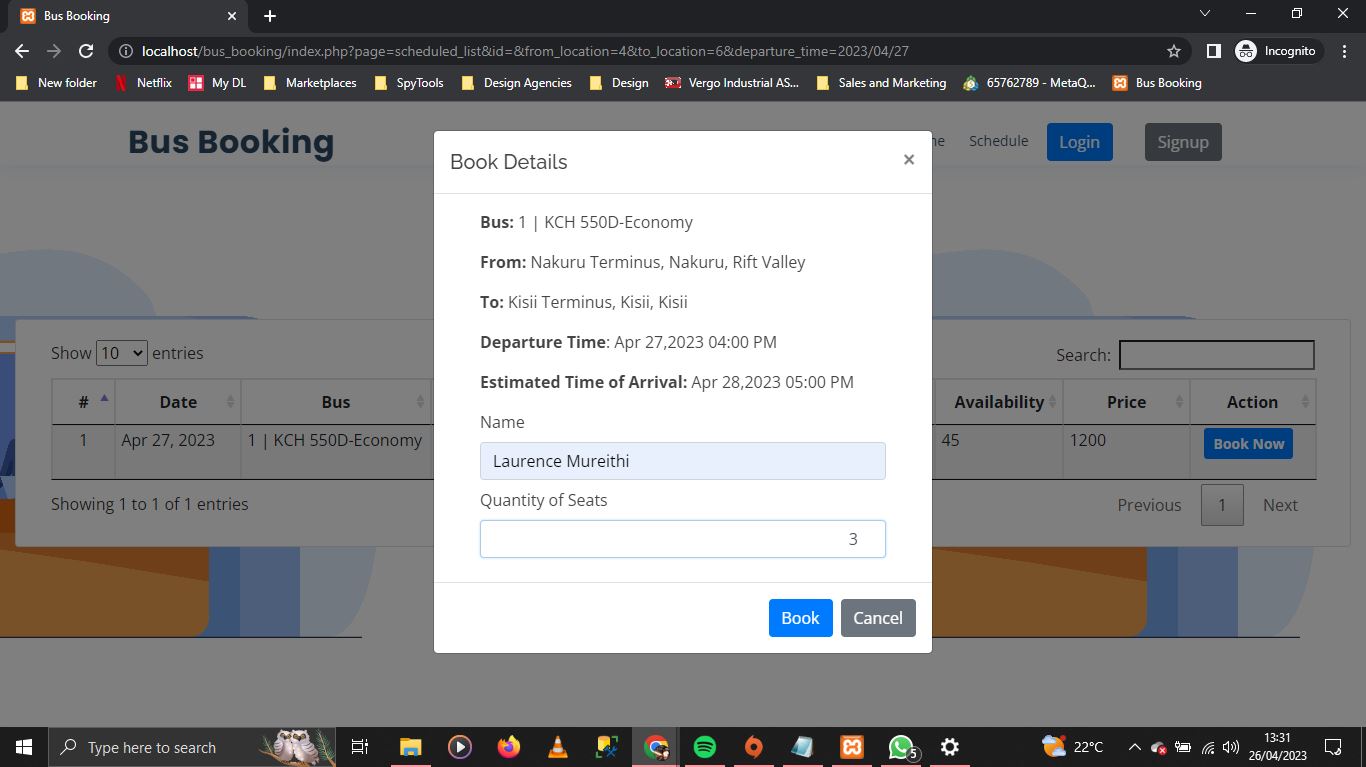 Bus Booking
localhost/bus_booking/index.php?page=scheduled_list&id=&from_location=4&to_location=6&departure_time=2023/04/27
Incognito
New folder Netflix My DL Marketplaces SpyTools Design Agencies Design Vergo Industrial AS... Sales and Marketing 65762789 - MetaQ... Bus Booking
Bus Booking
Schedule Login Signup
Book Details ×
Bus: 1 | KCH 550D-Economy
From: Nakuru Terminus, Nakuru, Rift Valley
To: Kisii Terminus, Kisii, Kisii
Departure Time: Apr 27,2023 04:00 PM
Estimated Time of Arrival: Apr 28,2023 05:00 PM
Name
Laurence Mureithi
Quantity of Seats
3
Book Cancel
Show 10 entries
Search:
# Date Bus Availability Price Action
1 Apr 27, 2023 1 | KCH 550D-Economy 45 1200 Book Now
Showing 1 to 1 of 1 entries
Previous 1 Next
Type here to search
5
22°C
13:31
26/04/2023